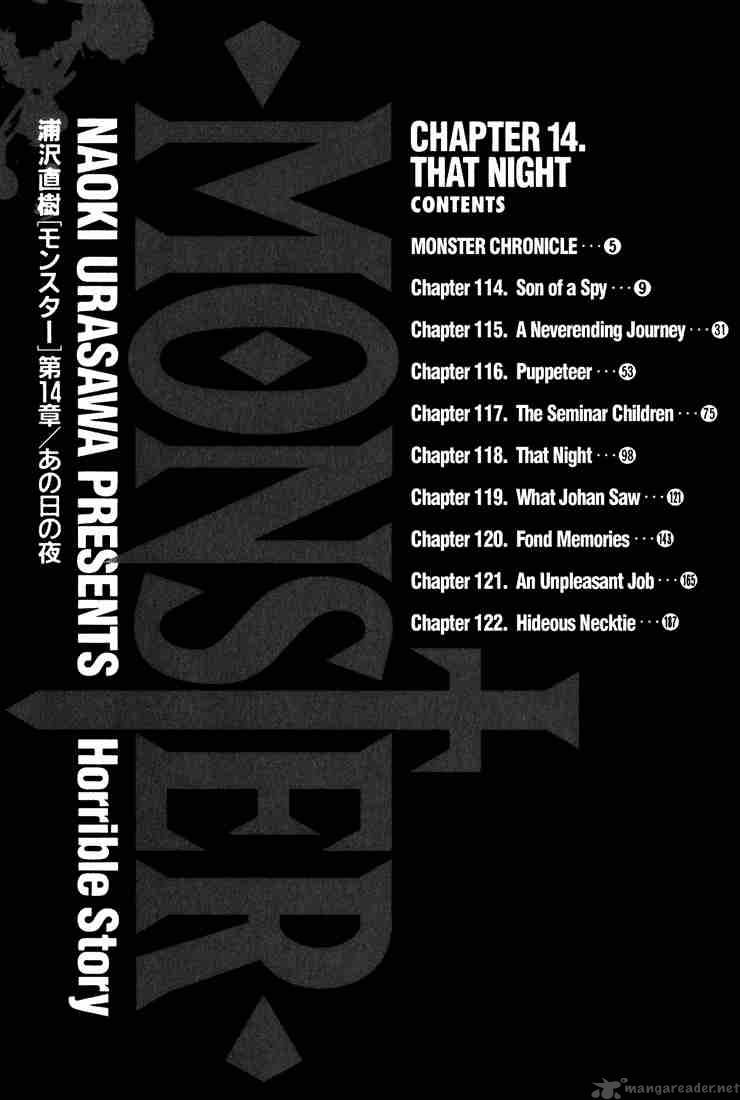 CHAPTER 14.
THAT NIGHT
CONTENTS
MONSTER CHRONICLE ··· 5
Chapter 114. Son of a Spy ··· 9
Chapter 115. A Neverending Journey ··· 31
Chapter 116. Puppeteer ··· 53
Chapter 117. The Seminar Children ··· 75
Chapter 118. That Night ··· 98
Chapter 119. What Johan Saw ··· 121
Chapter 120. Fond Memories ··· 143
Chapter 121. An Unpleasant Job ··· 165
Chapter 122. Hideous Necktie ··· 187
MONSTER
NAOKI URASAWA PRESENTS Horrible Story
浦沢直樹[モンスター]第14章/あの日の夜
mangareader.net